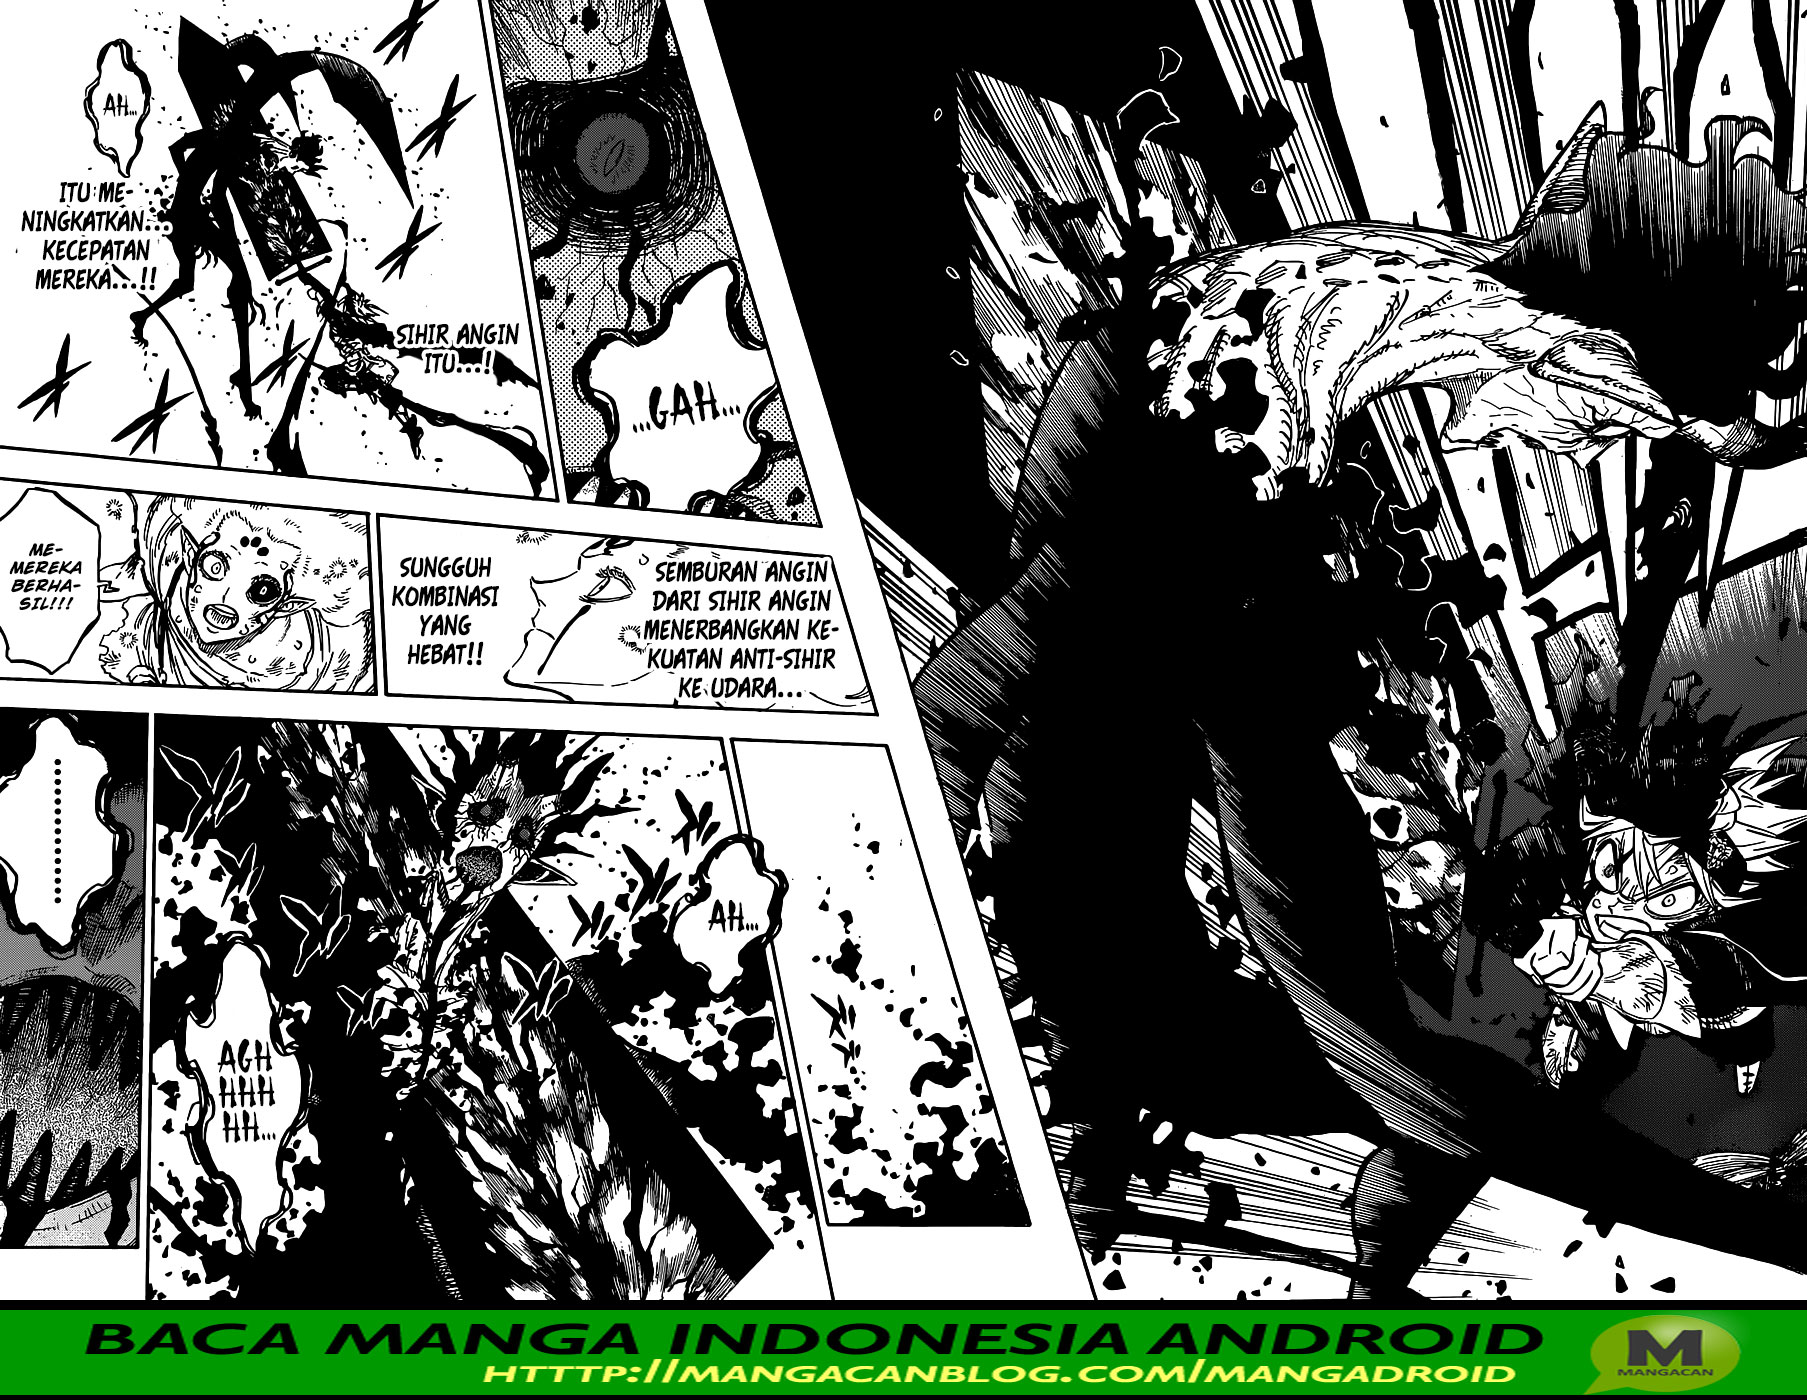 ...GAH...
AH...
ITU ME-
NINGKATKAN...
KECEPATAN
MEREKA...!!
SIHIR ANGIN
ITU...!
SEMBURAN ANGIN
DARI SIHIR ANGIN
MENERBANGKAN KE-
KUATAN ANTI-SIHIR
KE UDARA...
SUNGGUH
KOMBINASI
YANG
HEBAT!!
ME-
MEREKA
BERHA-
SIL!!!
AH...
AGH
HHH
HH...
..............
BACA MANGA INDONESIA ANDROID
HTTTP://MANGACANBLOG.COM/MANGADROID
M
MANGACAN